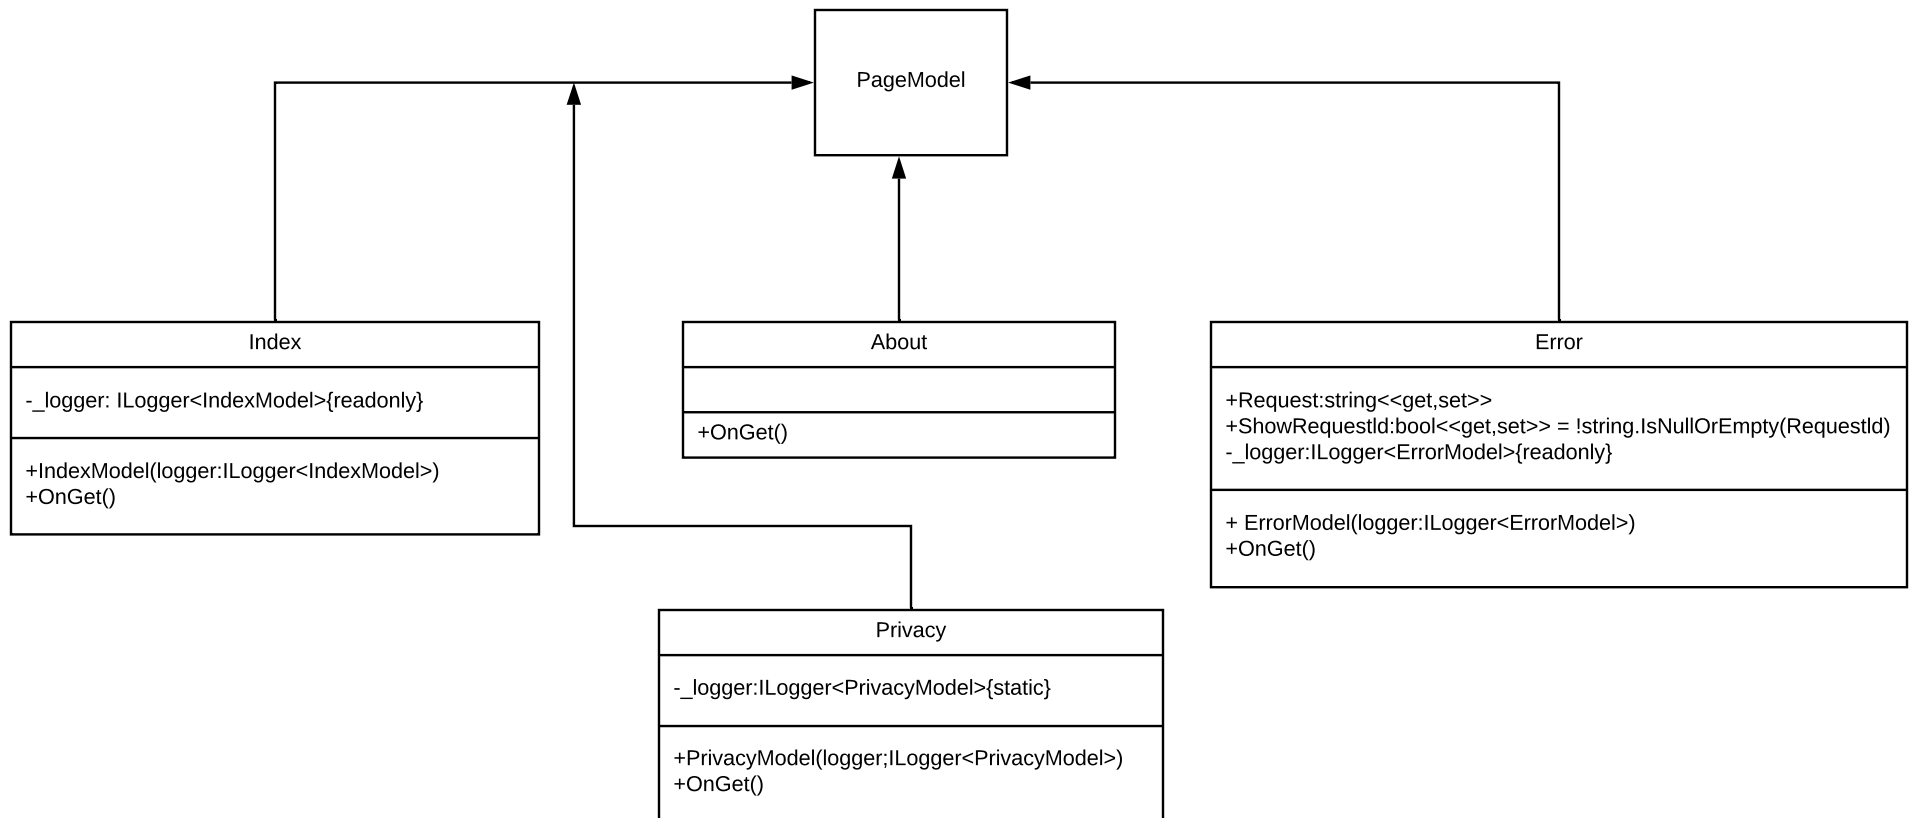 PageModel
Index
-_logger: ILogger<IndexModel>{readonly}
+IndexModel(logger:ILogger<IndexModel>)
+OnGet()
About
+OnGet()
Error
+Request:string<<get,set>>
+ShowRequestId:bool<<get,set>> = !string.IsNullOrEmpty(RequestId)
-_logger:ILogger<ErrorModel>{readonly}
+ ErrorModel(logger:ILogger<ErrorModel>)
+OnGet()
Privacy
-_logger:ILogger<PrivacyModel>{static}
+PrivacyModel(logger;ILogger<PrivacyModel>)
+OnGet()